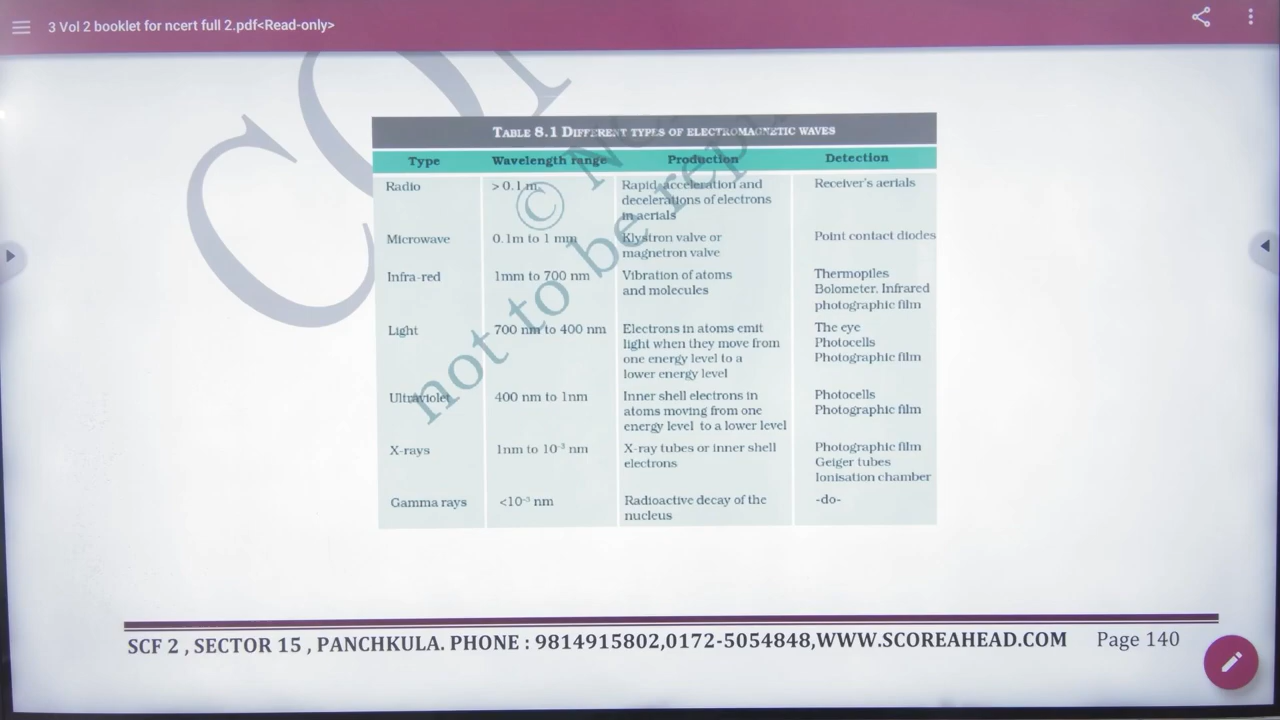 3 Vol 2 booklet for ncert full 2.pdf<Read-only>
TABLE 8.1 DIFFERENT TYPES OF ELECTROMAGNETIC WAVES
Type Wavelength range Production Detection
Radio > 0.1 m Rapid acceleration and Receiver's aerials
decelerations of electrons
in aerials
Microwave 0.1m to 1 mm Klystron valve or Point contact diodes
magnetron valve
Infra-red 1mm to 700 nm Vibration of atoms Thermopiles
and molecules Bolometer, Infrared
photographic film
Light 700 nm to 400 nm Electrons in atoms emit The eye
light when they move from Photocells
one energy level to a Photographic film
lower energy level
Ultraviolet 400 nm to 1nm Inner shell electrons in Photocells
atoms moving from one Photographic film
energy level to a lower level
X-rays 1nm to 10⁻³ nm X-ray tubes or inner shell Photographic film
electrons Geiger tubes
Ionisation chamber
Gamma rays <10⁻³ nm Radioactive decay of the -do-
nucleus
not to be
SCF 2 , SECTOR 15 , PANCHKULA. PHONE : 9814915802,0172-5054848,WWW.SCOREAHEAD.COM Page 140